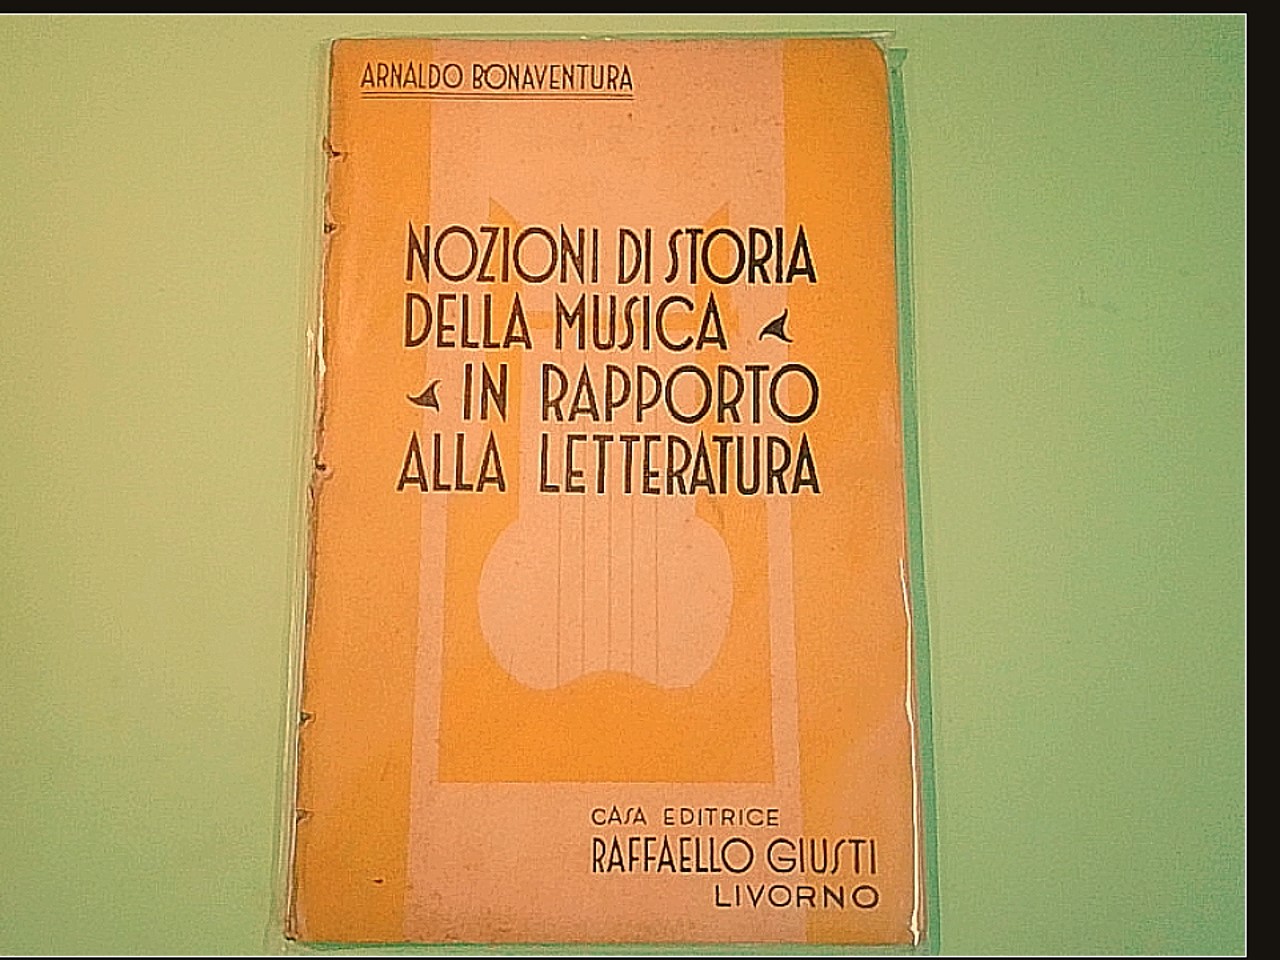 ARNALDO BONAVENTURA
NOZIONI DI STORIA
DELLA MUSICA
IN RAPPORTO
ALLA LETTERATURA
CASA EDITRICE
RAFFAELLO GIUSTI
LIVORNO